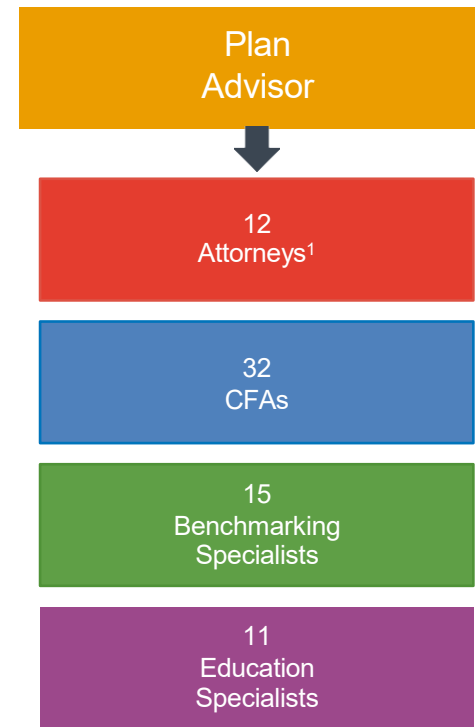 Plan
Advisor
12
Attorneys¹
32
CFAs
15
Benchmarking
Specialists
11
Education
Specialists